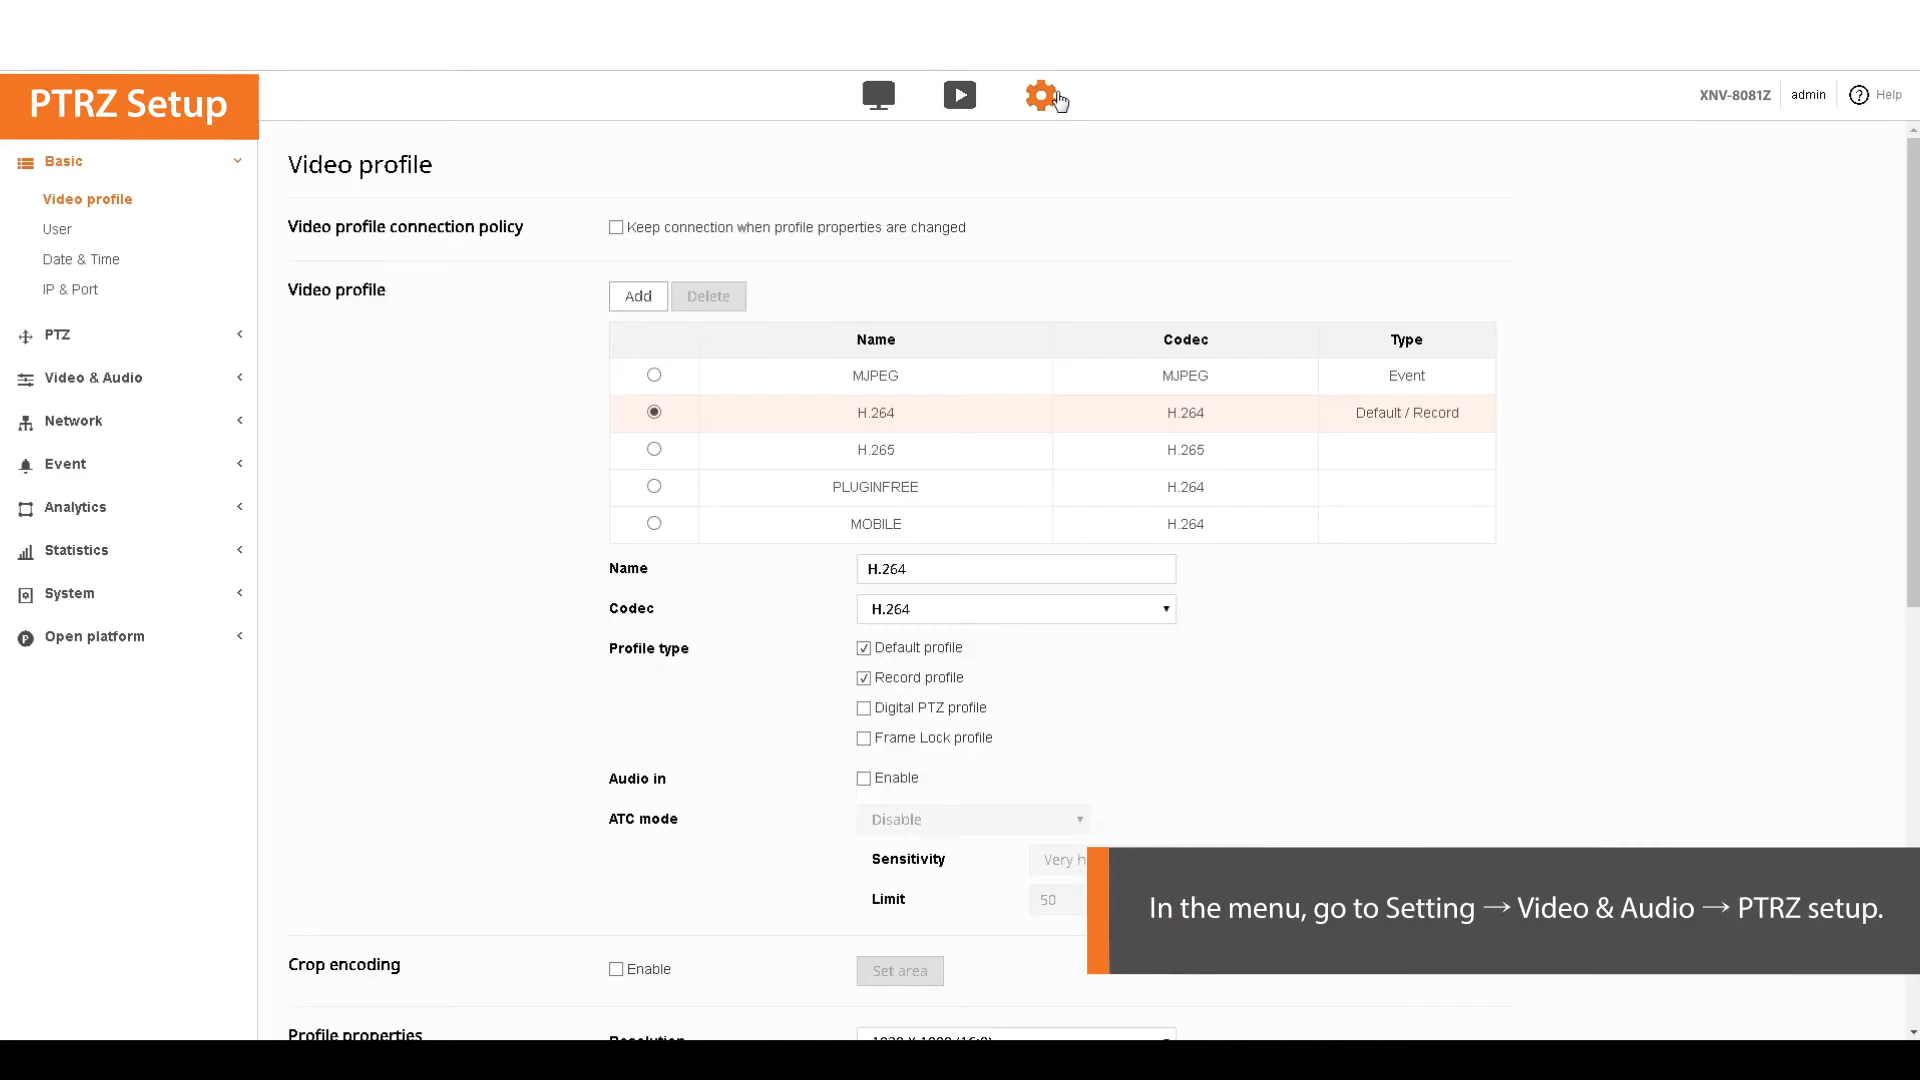 PTRZ Setup
XNV-8081Z admin ? Help
Basic
Video profile
User
Date & Time
IP & Port
PTZ
Video & Audio
Network
Event
Analytics
Statistics
System
Open platform
Video profile
Video profile connection policy Keep connection when profile properties are changed
Video profile Add Delete
Name Codec Type
MJPEG MJPEG Event
H.264 H.264 Default / Record
H.265 H.265
PLUGINFREE H.264
MOBILE H.264
Name H.264
Codec H.264
Profile type Default profile
Record profile
Digital PTZ profile
Frame Lock profile
Audio in Enable
ATC mode Disable
Sensitivity Very
Limit 50
In the menu, go to Setting → Video & Audio → PTRZ setup.
Crop encoding Enable Set area
Profile properties Resolution